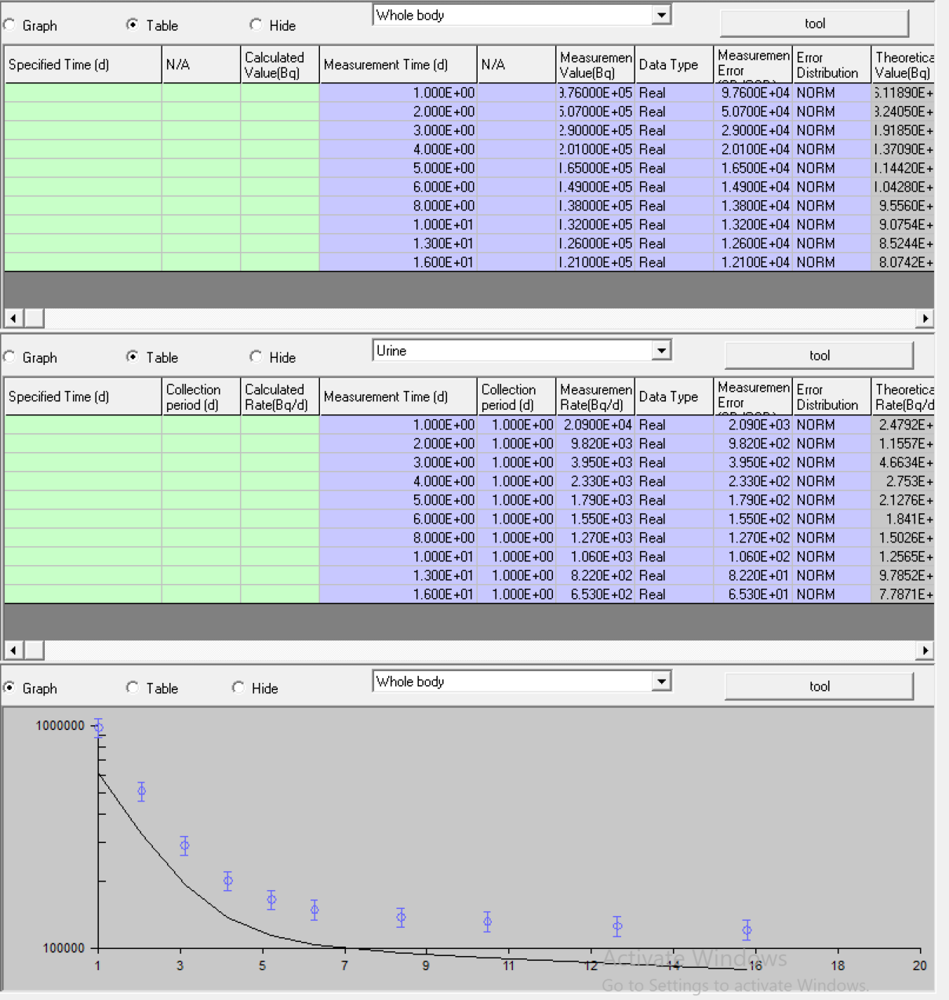 Whole body
Graph Table Hide tool
Specified Time (d) N/A Calculated Value(Bq) Measurement Time (d) N/A Measuremen Value(Bq) Data Type Measuremen Error Error Distribution Theoretica Value(Bq)
1.000E+00 9.76000E+05 Real 9.7600E+04 NORM 6.11890E+
2.000E+00 5.07000E+05 Real 5.0700E+04 NORM 3.24050E+
3.000E+00 2.90000E+05 Real 2.9000E+04 NORM 1.91850E+
4.000E+00 2.01000E+05 Real 2.0100E+04 NORM 1.37090E+
5.000E+00 1.65000E+05 Real 1.6500E+04 NORM 1.14420E+
6.000E+00 1.49000E+05 Real 1.4900E+04 NORM 1.04280E+
8.000E+00 1.38000E+05 Real 1.3800E+04 NORM 9.5560E+
1.000E+01 1.32000E+05 Real 1.3200E+04 NORM 9.0754E+
1.300E+01 1.26000E+05 Real 1.2600E+04 NORM 8.5244E+
1.600E+01 1.21000E+05 Real 1.2100E+04 NORM 8.0742E+
Urine
Graph Table Hide tool
Specified Time (d) Collection period (d) Calculated Rate(Bq/d) Measurement Time (d) Collection period (d) Measuremen Rate(Bq/d) Data Type Measuremen Error Error Distribution Theoretica Rate(Bq/d
1.000E+00 1.000E+00 2.0900E+04 Real 2.090E+03 NORM 2.4792E+
2.000E+00 1.000E+00 9.820E+03 Real 9.820E+02 NORM 1.1557E+
3.000E+00 1.000E+00 3.950E+03 Real 3.950E+02 NORM 4.6634E+
4.000E+00 1.000E+00 2.330E+03 Real 2.330E+02 NORM 2.753E+
5.000E+00 1.000E+00 1.790E+03 Real 1.790E+02 NORM 2.1276E+
6.000E+00 1.000E+00 1.550E+03 Real 1.550E+02 NORM 1.841E+
8.000E+00 1.000E+00 1.270E+03 Real 1.270E+02 NORM 1.5026E+
1.000E+01 1.000E+00 1.060E+03 Real 1.060E+02 NORM 1.2565E+
1.300E+01 1.000E+00 8.220E+02 Real 8.220E+01 NORM 9.7852E+
1.600E+01 1.000E+00 6.530E+02 Real 6.530E+01 NORM 7.7871E+
Whole body
Graph Table Hide tool
1000000
100000
1 3 5 7 9 11 12 14 16 18 20
Activate Windows
Go to Settings to activate Windows.